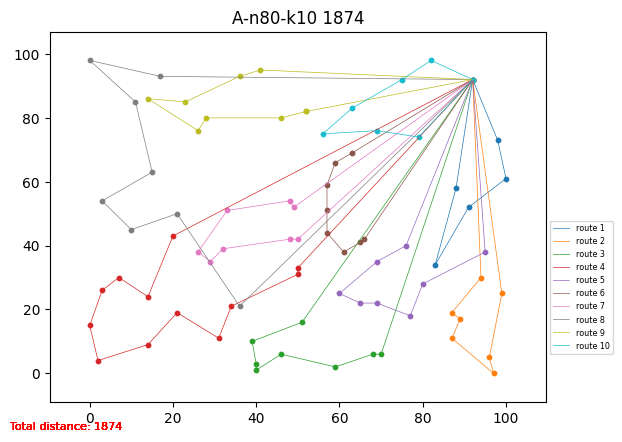 A-n80-k10 1874
100
80
60
40
20
0
0 20 40 60 80 100
route 1
route 2
route 3
route 4
route 5
route 6
route 7
route 8
route 9
route 10
Total distance: 1874